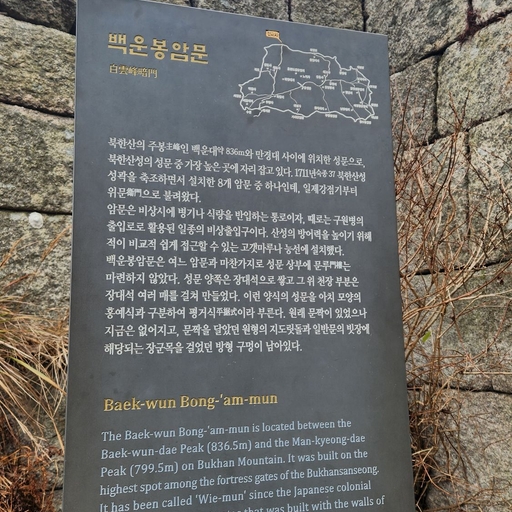 백운봉암문
白雲峰暗門
북한산의 주봉主峰인 백운대약 836m와 만경대 사이에 위치한 성문으로,
북한산성의 성문 중 가장 높은 곳에 자리 잡고 있다. 1711년숙종 37 북한산성
성곽을 축조하면서 설치한 8개 암문 중 하나인데, 일제강점기부터
위문衛門으로 불려왔다.
암문은 비상시에 병기나 식량을 반입하는 통로이자, 때로는 구원병의
출입로로 활용된 일종의 비상출입구이다. 산성의 방어력을 높이기 위해
적이 비교적 쉽게 접근할 수 있는 고갯마루나 능선에 설치했다.
백운봉암문은 여느 암문과 마찬가지로 성문 상부에 문루門樓는
마련하지 않았다. 성문 양쪽은 장대석으로 쌓고 그 위 천장 부분은
장대석 여러 매를 걸쳐 만들었다. 이런 양식의 성문을 아치 모양의
홍예식과 구분하여 평거식平据式이라 부른다. 원래 문짝이 있었으나
지금은 없어지고, 문짝을 달았던 원형의 지도릿돌과 일반문의 빗장에
해당되는 장군목을 걸었던 방형 구멍이 남아있다.
Baek-wun Bong-'am-mun
The Baek-wun Bong-'am-mun is located between the
Baek-wun-dae Peak (836.5m) and the Man-kyeong-dae
Peak (799.5m) on Bukhan Mountain. It was built on the
highest spot among the fortress gates of the Bukhansanseong.
It has been called 'Wie-mun' since the Japanese colonial
that was built with the walls of